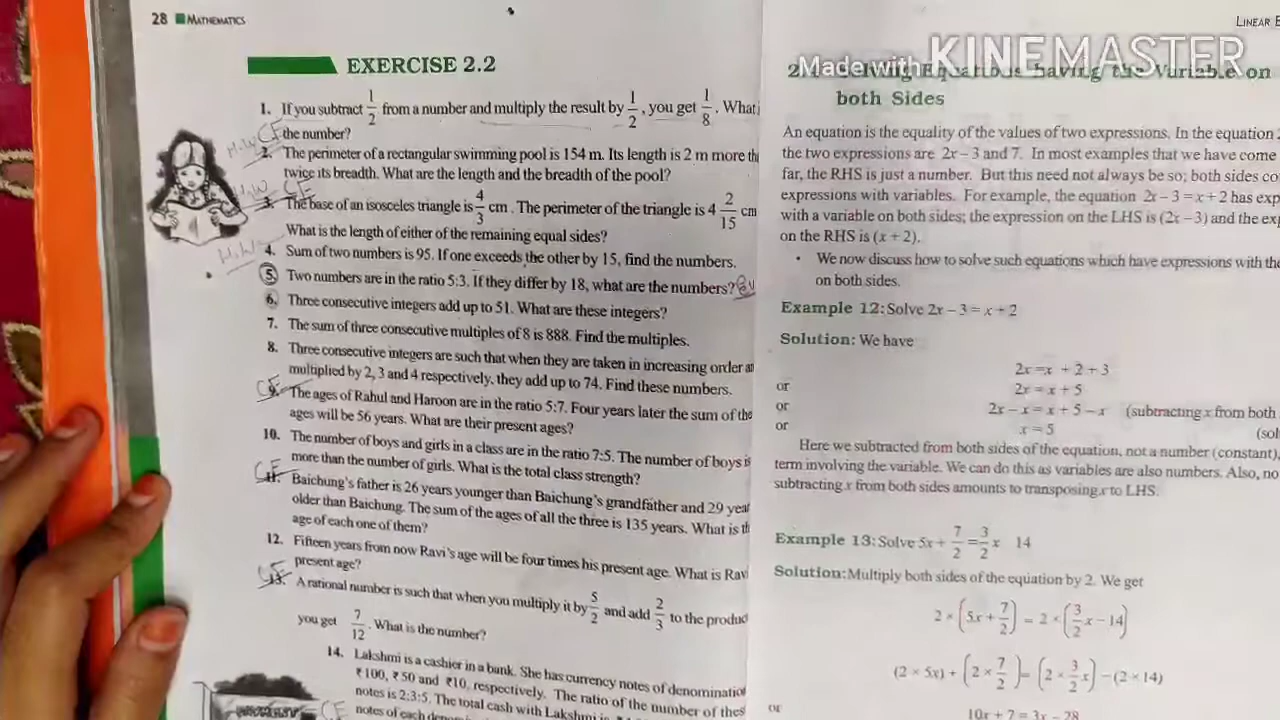 28 MATHEMATICS
EXERCISE 2.2
1. If you subtract 1/2 from a number and multiply the result by 1/2, you get 1/8. What
the number?
2. The perimeter of a rectangular swimming pool is 154 m. Its length is 2 m more th
twice its breadth. What are the length and the breadth of the pool?
3. The base of an isosceles triangle is 4/3 cm. The perimeter of the triangle is 4 2/15 cm
What is the length of either of the remaining equal sides?
4. Sum of two numbers is 95. If one exceeds the other by 15, find the numbers.
5. Two numbers are in the ratio 5:3. If they differ by 18, what are the numbers?
6. Three consecutive integers add up to 51. What are these integers?
7. The sum of three consecutive multiples of 8 is 888. Find the multiples.
8. Three consecutive integers are such that when they are taken in increasing order a
multiplied by 2, 3 and 4 respectively, they add up to 74. Find these numbers.
9. The ages of Rahul and Haroon are in the ratio 5:7. Four years later the sum of the
ages will be 56 years. What are their present ages?
10. The number of boys and girls in a class are in the ratio 7:5. The number of boys is
more than the number of girls. What is the total class strength?
11. Baichung's father is 26 years younger than Baichung's grandfather and 29 year
older than Baichung. The sum of the ages of all the three is 135 years. What is th
age of each one of them?
12. Fifteen years from now Ravi's age will be four times his present age. What is Rav
present age?
13. A rational number is such that when you multiply it by 5/2 and add 2/3 to the produc
you get 7/12. What is the number?
14. Lakshmi is a cashier in a bank. She has currency notes of denominatio
₹100, ₹50 and ₹10, respectively. The ratio of the number of thes
notes is 2:3:5. The total cash with Lakshmi is
notes of each
H.W CE
H.W CE
H.W
CE
CE
CE
CE
LINEAR E
Made with KINEMASTER
Solving Equations having the Variable on
both Sides
An equation is the equality of the values of two expressions. In the equation
the two expressions are 2x – 3 and 7. In most examples that we have come
far, the RHS is just a number. But this need not always be so; both sides co
expressions with variables. For example, the equation 2x – 3 = x + 2 has exp
with a variable on both sides; the expression on the LHS is (2x – 3) and the exp
on the RHS is (x + 2).
• We now discuss how to solve such equations which have expressions with the
on both sides.
Example 12: Solve 2x – 3 = x + 2
Solution: We have
2x = x + 2 + 3
or 2x = x + 5
or 2x – x = x + 5 – x (subtracting x from both
or x = 5 (sol
Here we subtracted from both sides of the equation, not a number (constant),
term involving the variable. We can do this as variables are also numbers. Also, no
subtracting x from both sides amounts to transposing x to LHS.
Example 13: Solve 5x + 7/2 = 3/2 x 14
Solution: Multiply both sides of the equation by 2. We get
2 × (5x + 7/2) = 2 × (3/2 x – 14)
(2 × 5x) + (2 × 7/2) = (2 × 3/2 x) – (2 × 14)
or 10x + 7 = 3x – 28